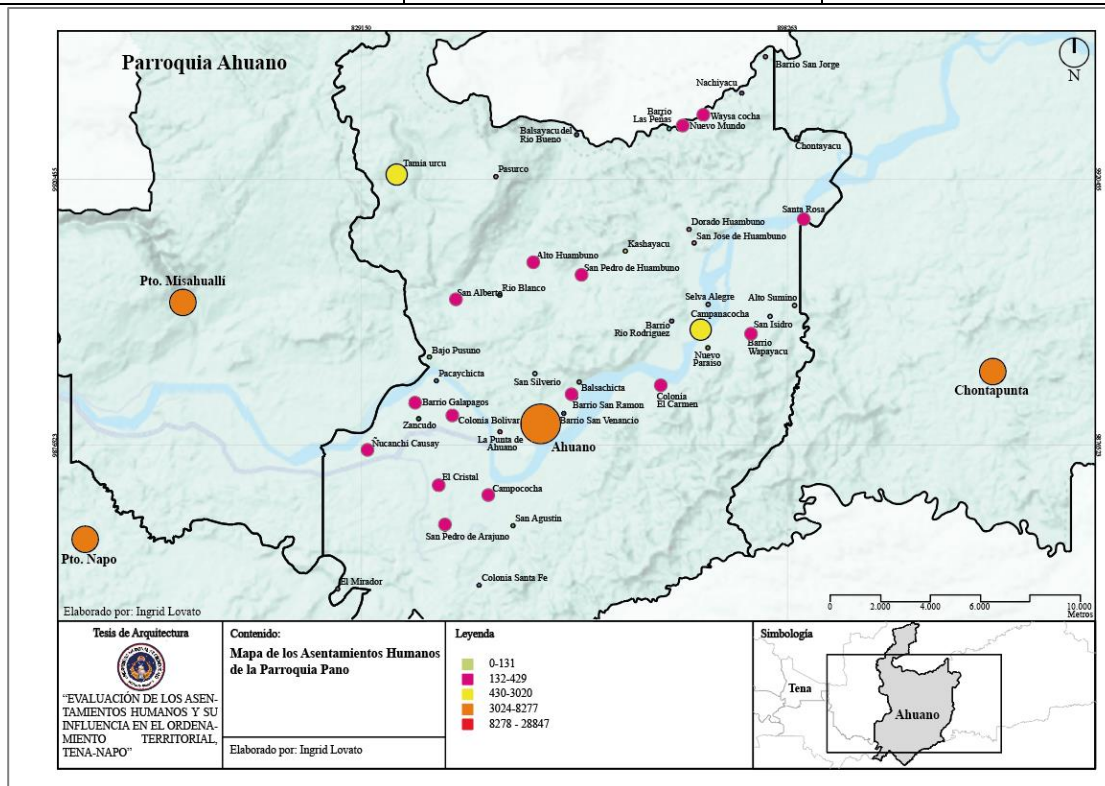 829150
898263
Parroquia Ahuano
N
Barrio San Jorge
Nachiyacu
Barrio
Las Peñas
Waysa cocha
Nuevo Mundo
Balsayacu del
Rio Bueno
Chontayacu
Tamia urcu
Pasurco
Santa Rosa
Dorado Huambuno
San Jose de Huambuno
Kashayacu
Alto Huambuno
San Pedro de Huambuno
Pto. Misahuallí
San Alberto
Rio Blanco
Selva Alegre
Alto Sumino
Campanacocha
San Isidro
Barrio
Rio Rodriguez
Barrio
Wapayacu
Nuevo
Paraiso
Bajo Pusuno
Pacaychicta
San Silverio
Balsachicta
Colonia
El Carmen
Chontapunta
Barrio Galapagos
Barrio San Ramon
Zancudo
Colonia Bolivar
Barrio San Venancio
La Punta de
Ahuano
Ahuano
Ñucanchi Causay
El Cristal
Campococha
San Agustin
San Pedro de Arajuno
Pto. Napo
El Mirador
Colonia Santa Fe
Elaborado por: Ingrid Lovato
0 2.000 4.000 6.000 10.000
Metros
Tesis de Arquitectura
“EVALUACIÓN DE LOS ASEN-
TAMIENTOS HUMANOS Y SU
INFLUENCIA EN EL ORDENA-
MIENTO TERRITORIAL,
TENA-NAPO”
Contenido:
Mapa de los Asentamientos Humanos
de la Parroquia Pano
Elaborado por: Ingrid Lovato
Leyenda
0-131
132-429
430-3020
3024-8277
8278 - 28847
Simbología
Tena
Ahuano